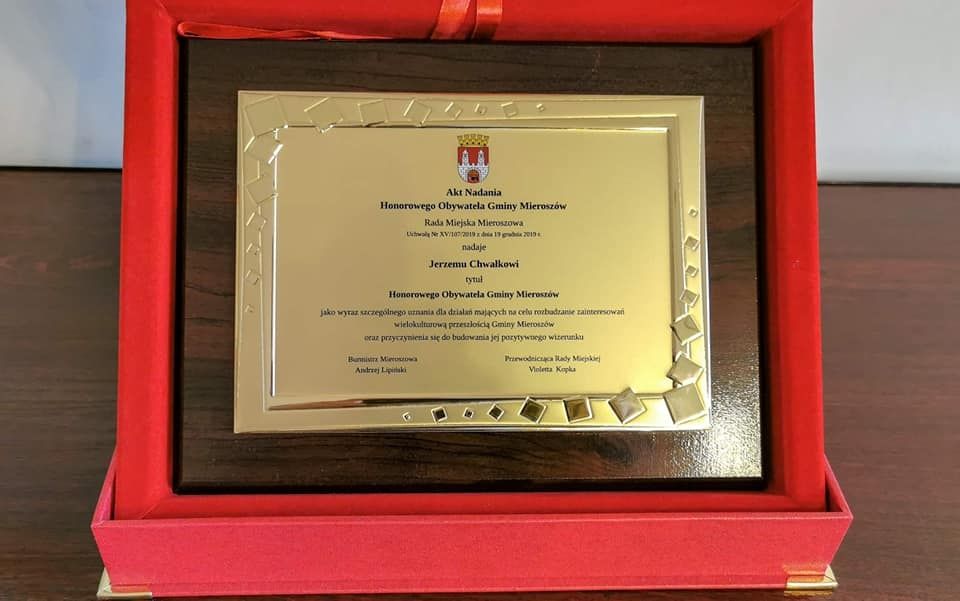 Akt Nadania
Honorowego Obywatela Gminy Mieroszów
Rada Miejska Mieroszowa
Uchwałą Nr XV/107/2019 z dnia 19 grudnia 2019 r.
nadaje
Jerzemu Chwałkowi
tytuł
Honorowego Obywatela Gminy Mieroszów
jako wyraz szczególnego uznania dla działań mających na celu rozbudzanie zainteresowań
wielokulturową przeszłością Gminy Mieroszów
oraz przyczynienia się do budowania jej pozytywnego wizerunku
Burmistrz Mieroszowa
Andrzej Lipiński
Przewodnicząca Rady Miejskiej
Violetta Kopka